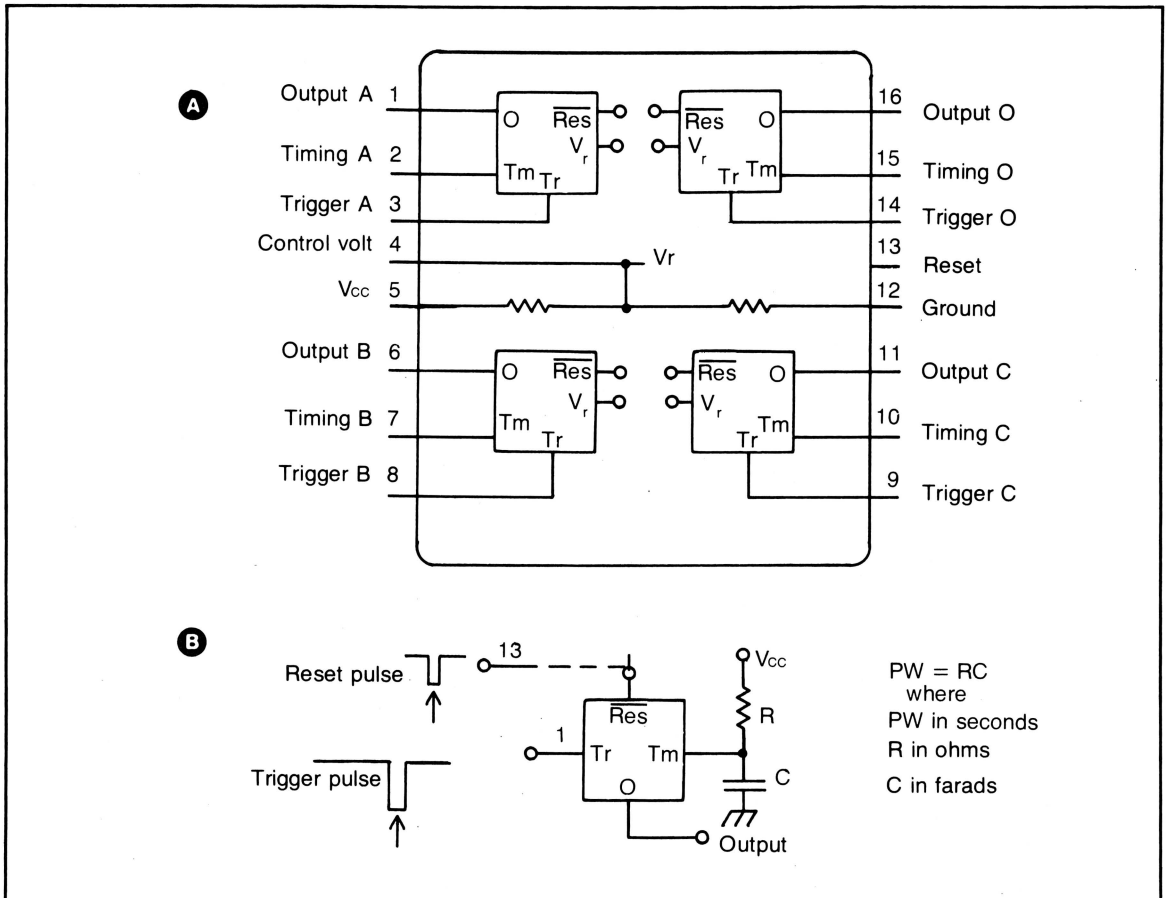 A
Output A 1
Timing A 2
Trigger A 3
Control volt 4
Vcc 5
Output B 6
Timing B 7
Trigger B 8
O Res
Vr
Tm Tr
Res O
Vr
Tr Tm
Vr
O Res
Vr
Tm
Tr
Res O
Vr
Tm
Tr
16 Output O
15 Timing O
14 Trigger O
13 Reset
12 Ground
11 Output C
10 Timing C
9 Trigger C
B
Reset pulse
13
Trigger pulse
1
Res
Tr Tm
O
Vcc
R
C
Output
PW = RC
where
PW in seconds
R in ohms
C in farads